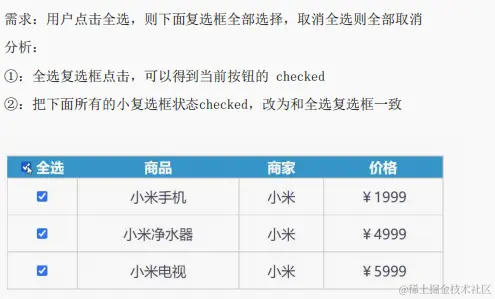 需求：用户点击全选，则下面复选框全部选择，取消全选则全部取消
分析：
①：全选复选框点击，可以得到当前按钮的 checked
②：把下面所有的小复选框状态checked，改为和全选复选框一致
全选 商品 商家 价格
小米手机 小米 ￥1999
小米净水器 小米 ￥4999
小米电视 小米 ￥5999
@稀土掘金技术社区